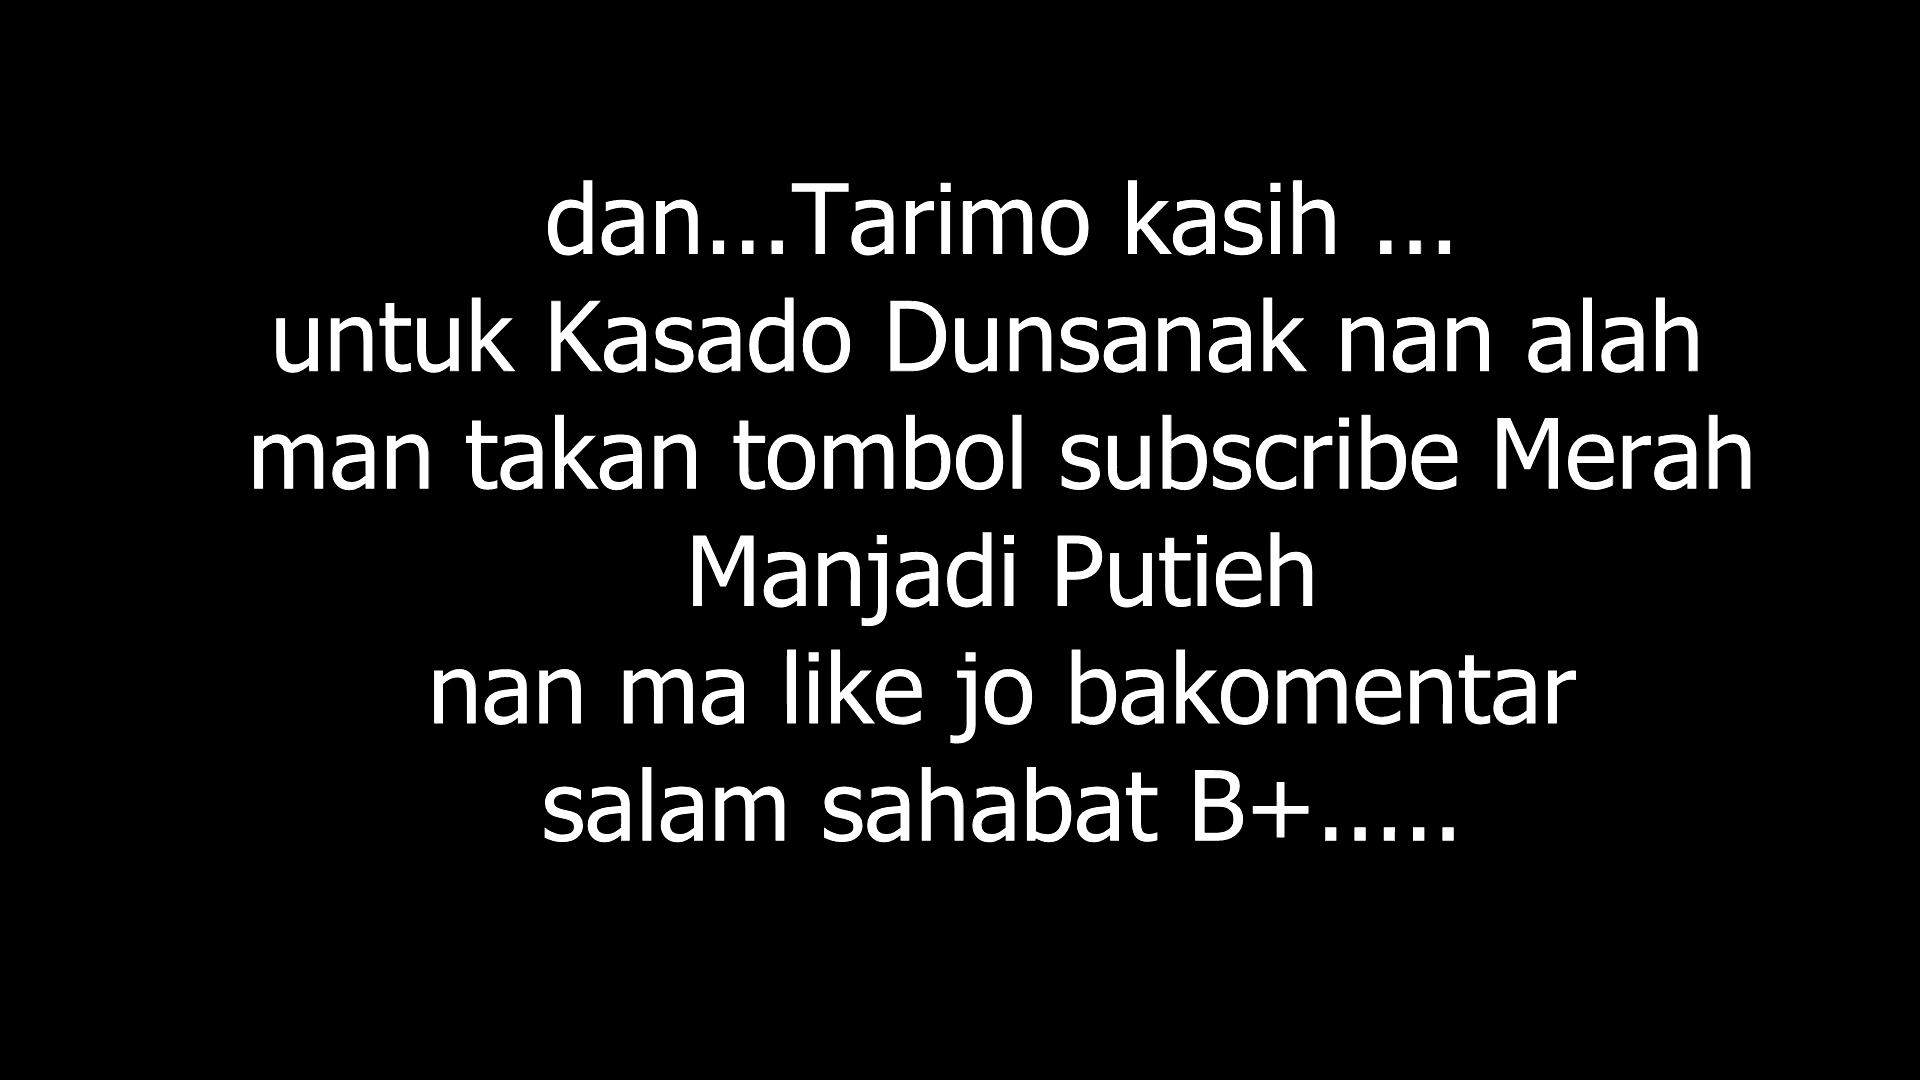 dan...Tarimo kasih ...
untuk Kasado Dunsanak nan alah
man takan tombol subscribe Merah
Manjadi Putieh
nan ma like jo bakomentar
salam sahabat B+.....